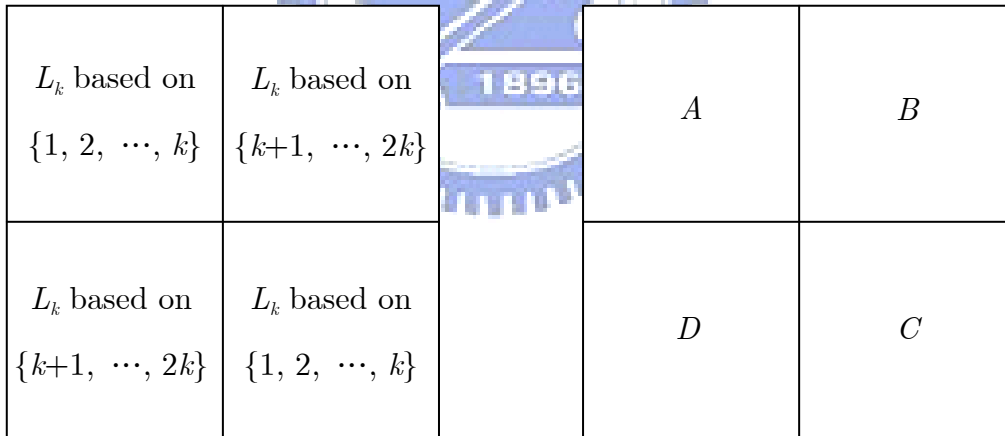 L_k based on
{1, 2, ⋯, k}
L_k based on
{k+1, ⋯, 2k}
1896
A
B
L_k based on
{k+1, ⋯, 2k}
L_k based on
{1, 2, ⋯, k}
D
C